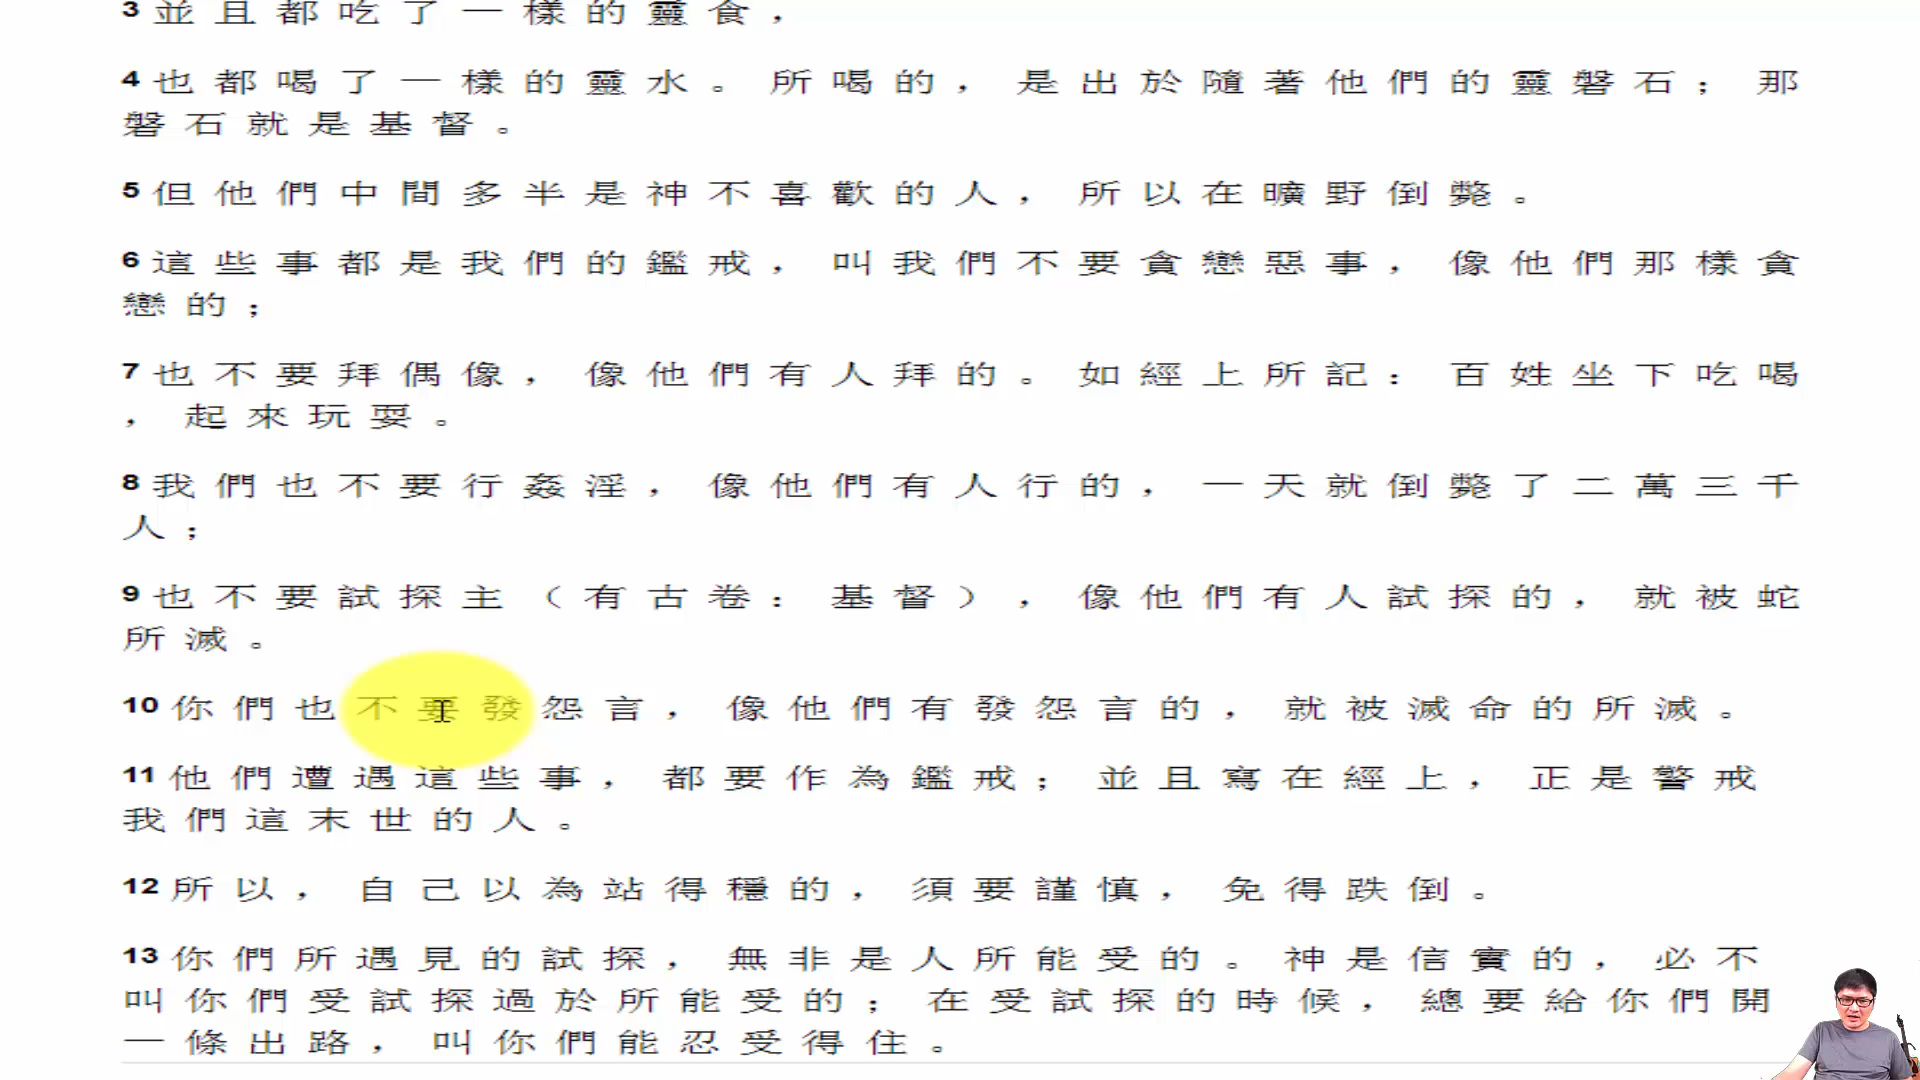 3 並且都吃了一樣的靈食，
4 也都喝了一樣的靈水。所喝的，是出於隨著他們的靈磐石；那
磐石就是基督。
5 但他們中間多半是神不喜歡的人，所以在曠野倒斃。
6 這些事都是我們的鑑戒，叫我們不要貪戀惡事，像他們那樣貪
戀的；
7 也不要拜偶像，像他們有人拜的。如經上所記：百姓坐下吃喝
，起來玩耍。
8 我們也不要行姦淫，像他們有人行的，一天就倒斃了二萬三千
人；
9 也不要試探主（有古卷：基督），像他們有人試探的，就被蛇
所滅。
10 你們也不要發怨言，像他們有發怨言的，就被滅命的所滅。
11 他們遭遇這些事，都要作為鑑戒；並且寫在經上，正是警戒
我們這末世的人。
12 所以，自己以為站得穩的，須要謹慎，免得跌倒。
13 你們所遇見的試探，無非是人所能受的。神是信實的，必不
叫你們受試探過於所能受的；在受試探的時候，總要給你們開
一條出路，叫你們能忍受得住。